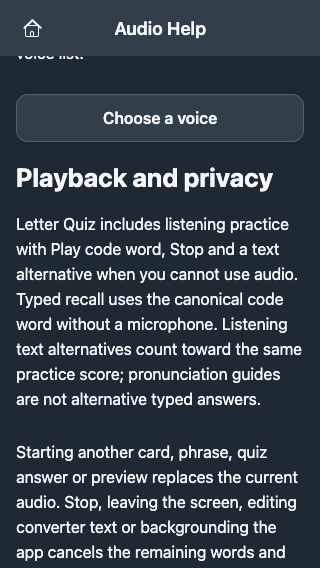 Audio Help
voice list.
Choose a voice
Playback and privacy
Letter Quiz includes listening practice
with Play code word, Stop and a text
alternative when you cannot use audio.
Typed recall uses the canonical code
word without a microphone. Listening
text alternatives count toward the same
practice score; pronunciation guides
are not alternative typed answers.
Starting another card, phrase, quiz
answer or preview replaces the current
audio. Stop, leaving the screen, editing
converter text or backgrounding the
app cancels the remaining words and